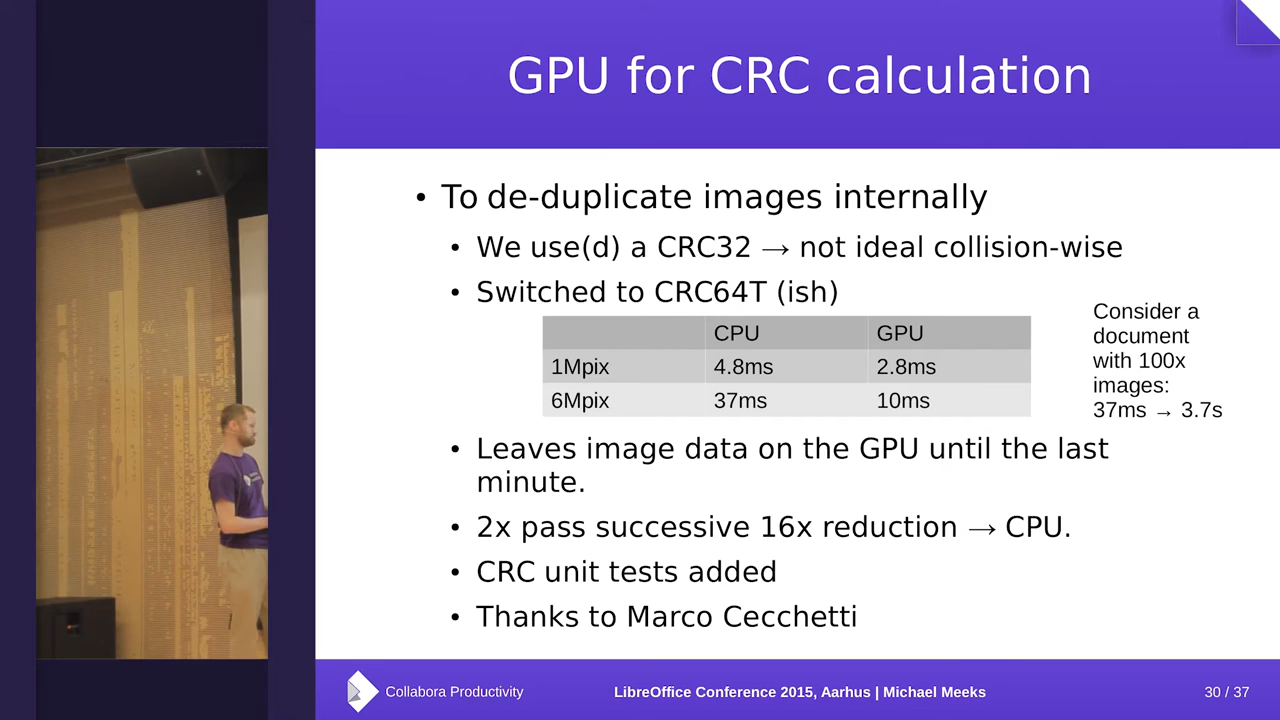 GPU for CRC calculation
• To de-duplicate images internally
• We use(d) a CRC32 → not ideal collision-wise
• Switched to CRC64T (ish)
CPU GPU
1Mpix 4.8ms 2.8ms
6Mpix 37ms 10ms
Consider a
document
with 100x
images:
37ms → 3.7s
• Leaves image data on the GPU until the last
minute.
• 2x pass successive 16x reduction → CPU.
• CRC unit tests added
• Thanks to Marco Cecchetti
Collabora Productivity
LibreOffice Conference 2015, Aarhus | Michael Meeks
30 / 37